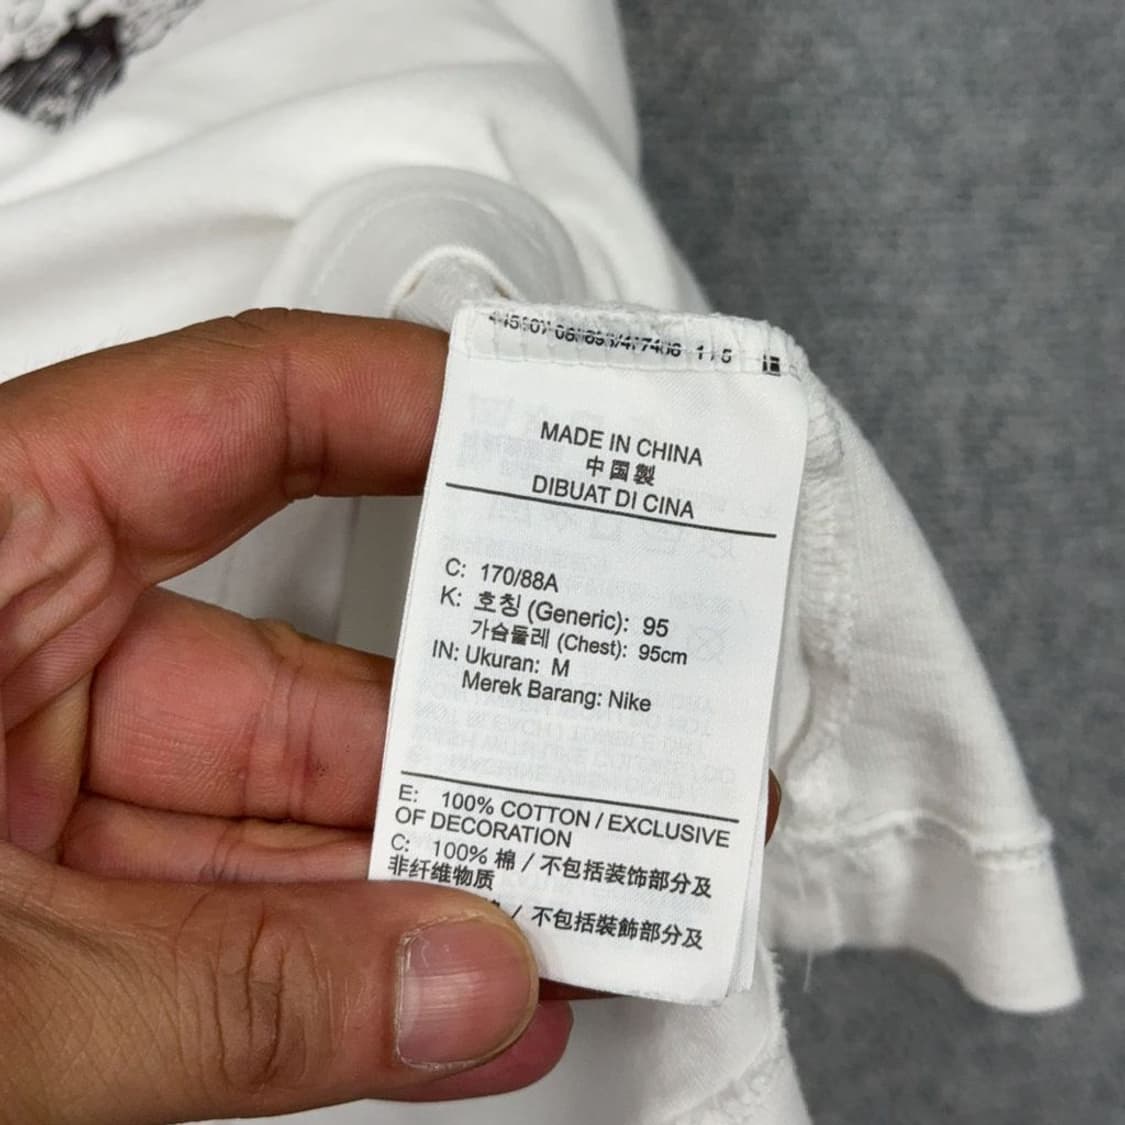 MADE IN CHINA
中国製
DIBUAT DI CINA
C: 170/88A
K: 호칭 (Generic): 95
가슴둘레 (Chest): 95cm
IN: Ukuran: M
Merek Barang: Nike
E: 100% COTTON / EXCLUSIVE
OF DECORATION
C: 100% 棉 / 不包括装饰部分及
非纤维物质
/ 不包括裝飾部分及